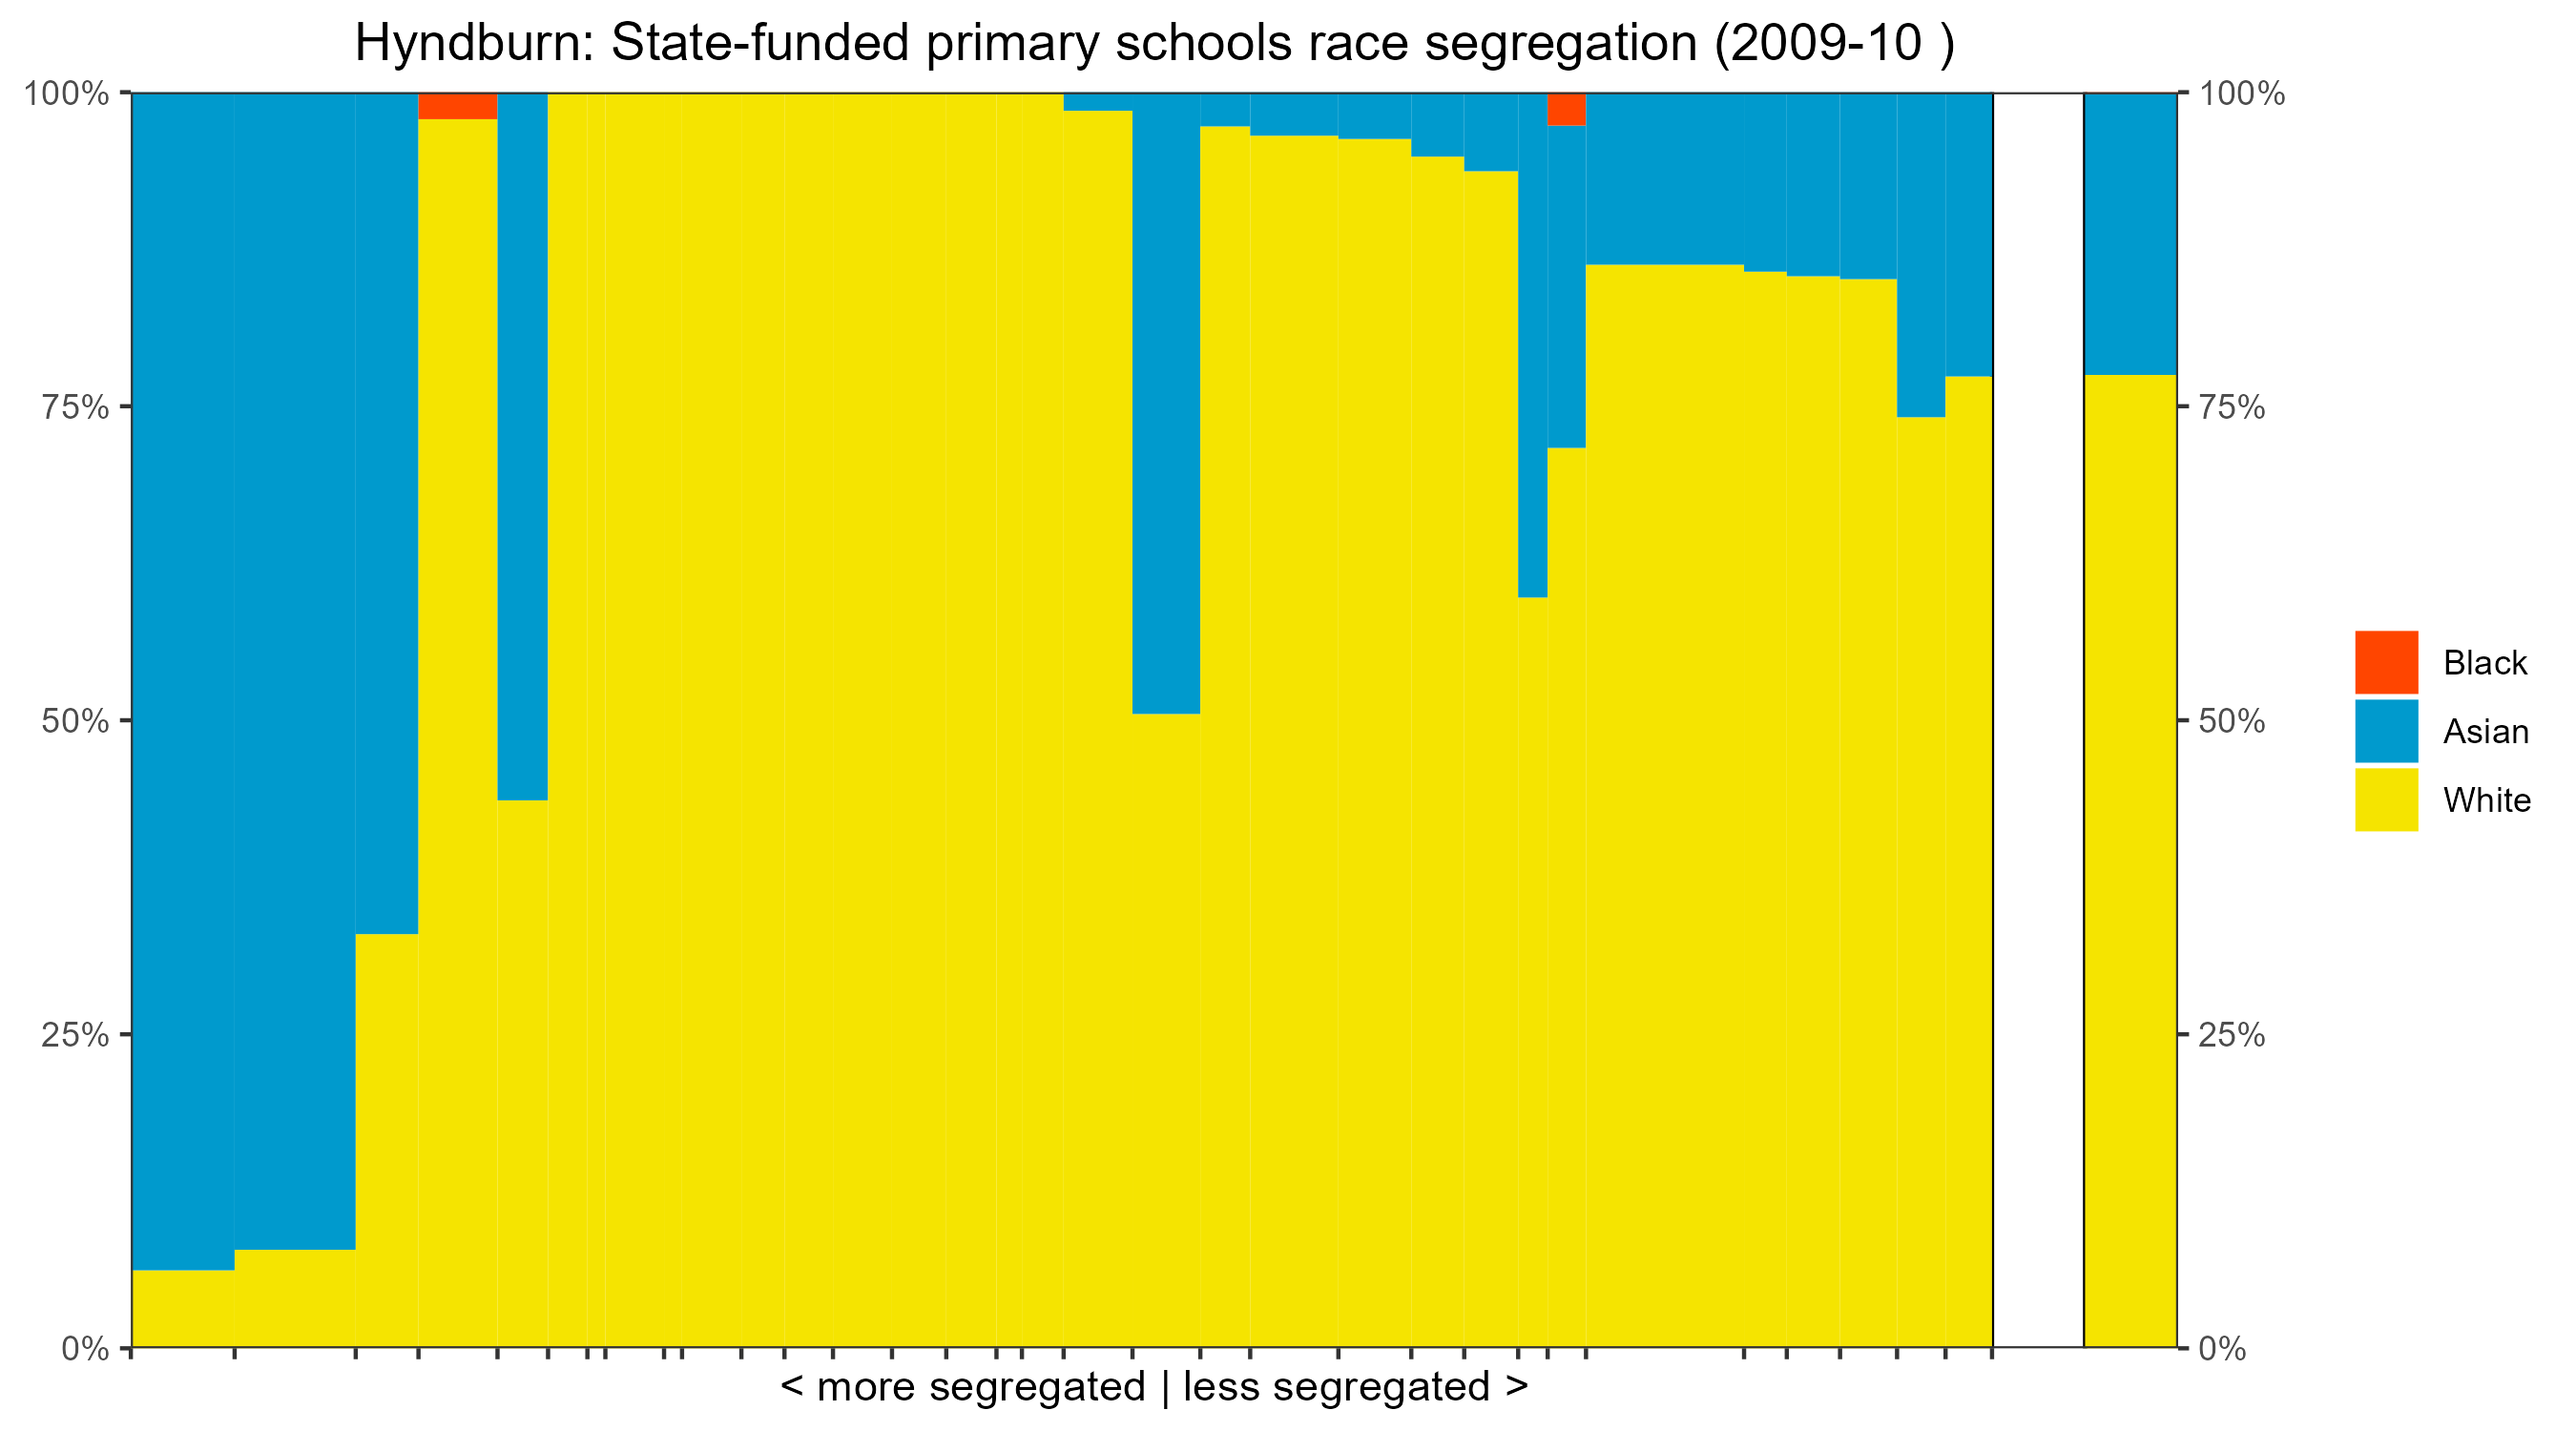 Hyndburn: State-funded primary schools race segregation (2009-10 )
100%
75%
50%
25%
0%
100%
75%
50%
25%
0%
Black
Asian
White
< more segregated | less segregated >